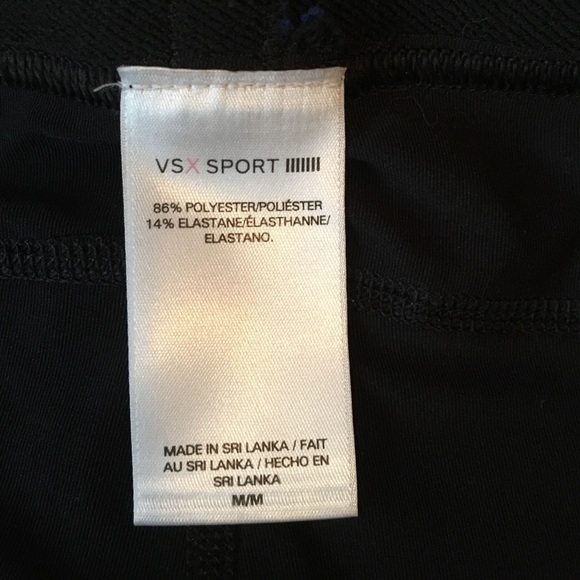 VSX SPORT
86% POLYESTER/POLIÉSTER
14% ELASTANE/ÉLASTHANNE/
ELASTANO.
MADE IN SRI LANKA / FAIT
AU SRI LANKA / HECHO EN
SRI LANKA
M/M